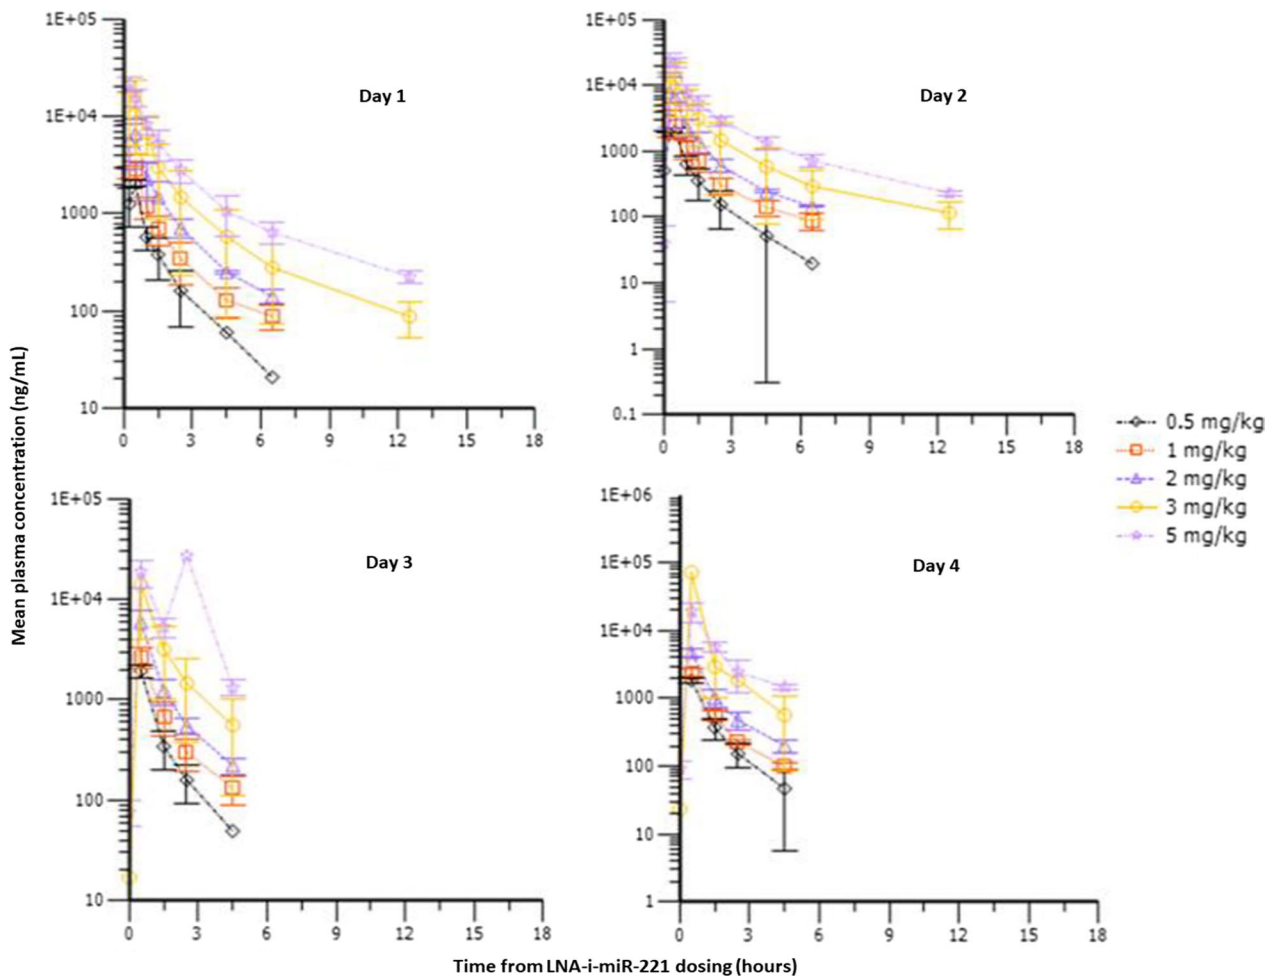 Mean plasma concentration (ng/mL)
Day 1
1E+05
1E+04
1000
100
10
0 3 6 9 12 15 18
Day 2
1E+05
1E+04
1000
100
10
1
0.1
0 3 6 9 12 15 18
Day 3
1E+05
1E+04
1000
100
10
0 3 6 9 12 15 18
Day 4
1E+06
1E+05
1E+04
1000
100
10
1
0 3 6 9 12 15 18
0.5 mg/kg
1 mg/kg
2 mg/kg
3 mg/kg
5 mg/kg
Time from LNA-i-miR-221 dosing (hours)